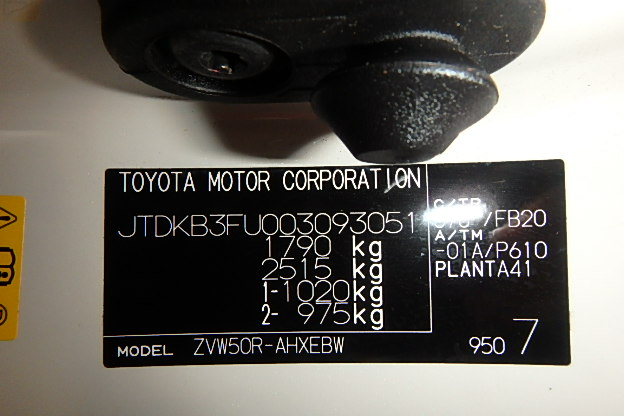 TOYOTA MOTOR CORPORATION
JTDKB3FU003093051
1790 kg
2515 kg
1-1020kg
2- 975kg
C/TR
/FB20
A/TM
-01A/P610
PLANTA41
MODEL ZVW50R-AHXEBW
950 7